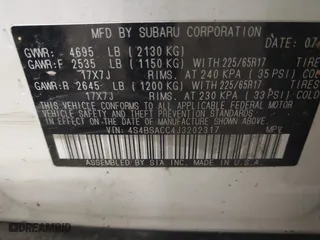 MFD. BY SUBARU CORPORATION DATE 07/
GVWR: 4695 LB (2130 KG)
GAWR:F 2535 LB (1150 KG) WITH 225/65R17 TIRES
17X7J RIMS. AT 240 KPA ( 35 PSI) COLD
GAWR:R 2645 LB (1200 KG) WITH 225/65R17 TIRE
17X7J RIMS. AT 230 KPA ( 33 PSI) COLD
THIS VEHICLE CONFORMS TO ALL APPLICABLE FEDERAL MOTOR
VEHICLE SAFETY AND THEFT PREVENTION STANDARDS IN EFFECT
ON THE DATE OF MANUFACTURE SHOWN ABOVE.
VIN: 4S4BSACC4J3202317 MPV
ASSEMBLED BY SIA INC. MADE IN U.S.A.
DREAMBID